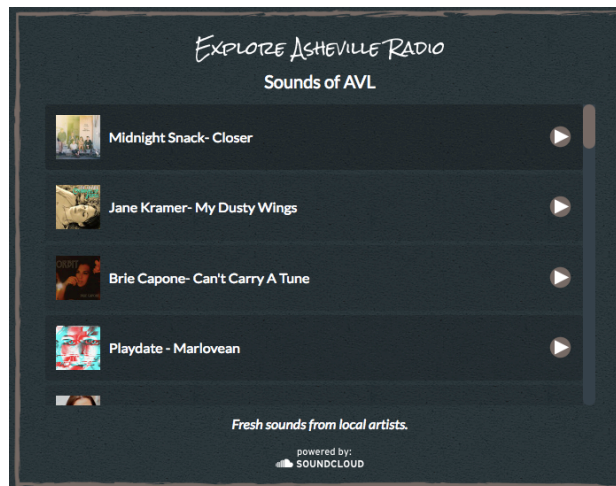 Explore Asheville Radio
Sounds of AVL
Midnight Snack- Closer
Jane Kramer- My Dusty Wings
Brie Capone- Can't Carry A Tune
Playdate - Marlovean
Fresh sounds from local artists.
powered by:
SOUNDCLOUD